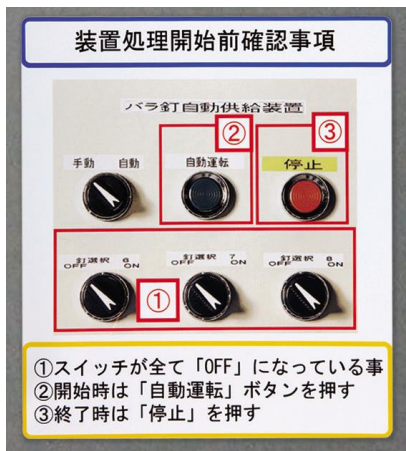 装置処理開始前確認事項
バラ釘自動供給装置
② ③
手動 自動 自動運転 停止
釘選択 6 釘選択 7 釘選択 8
OFF ON OFF ON OFF ON
①
①スイッチが全て「OFF」になっている事
②開始時は「自動運転」ボタンを押す
③終了時は「停止」を押す